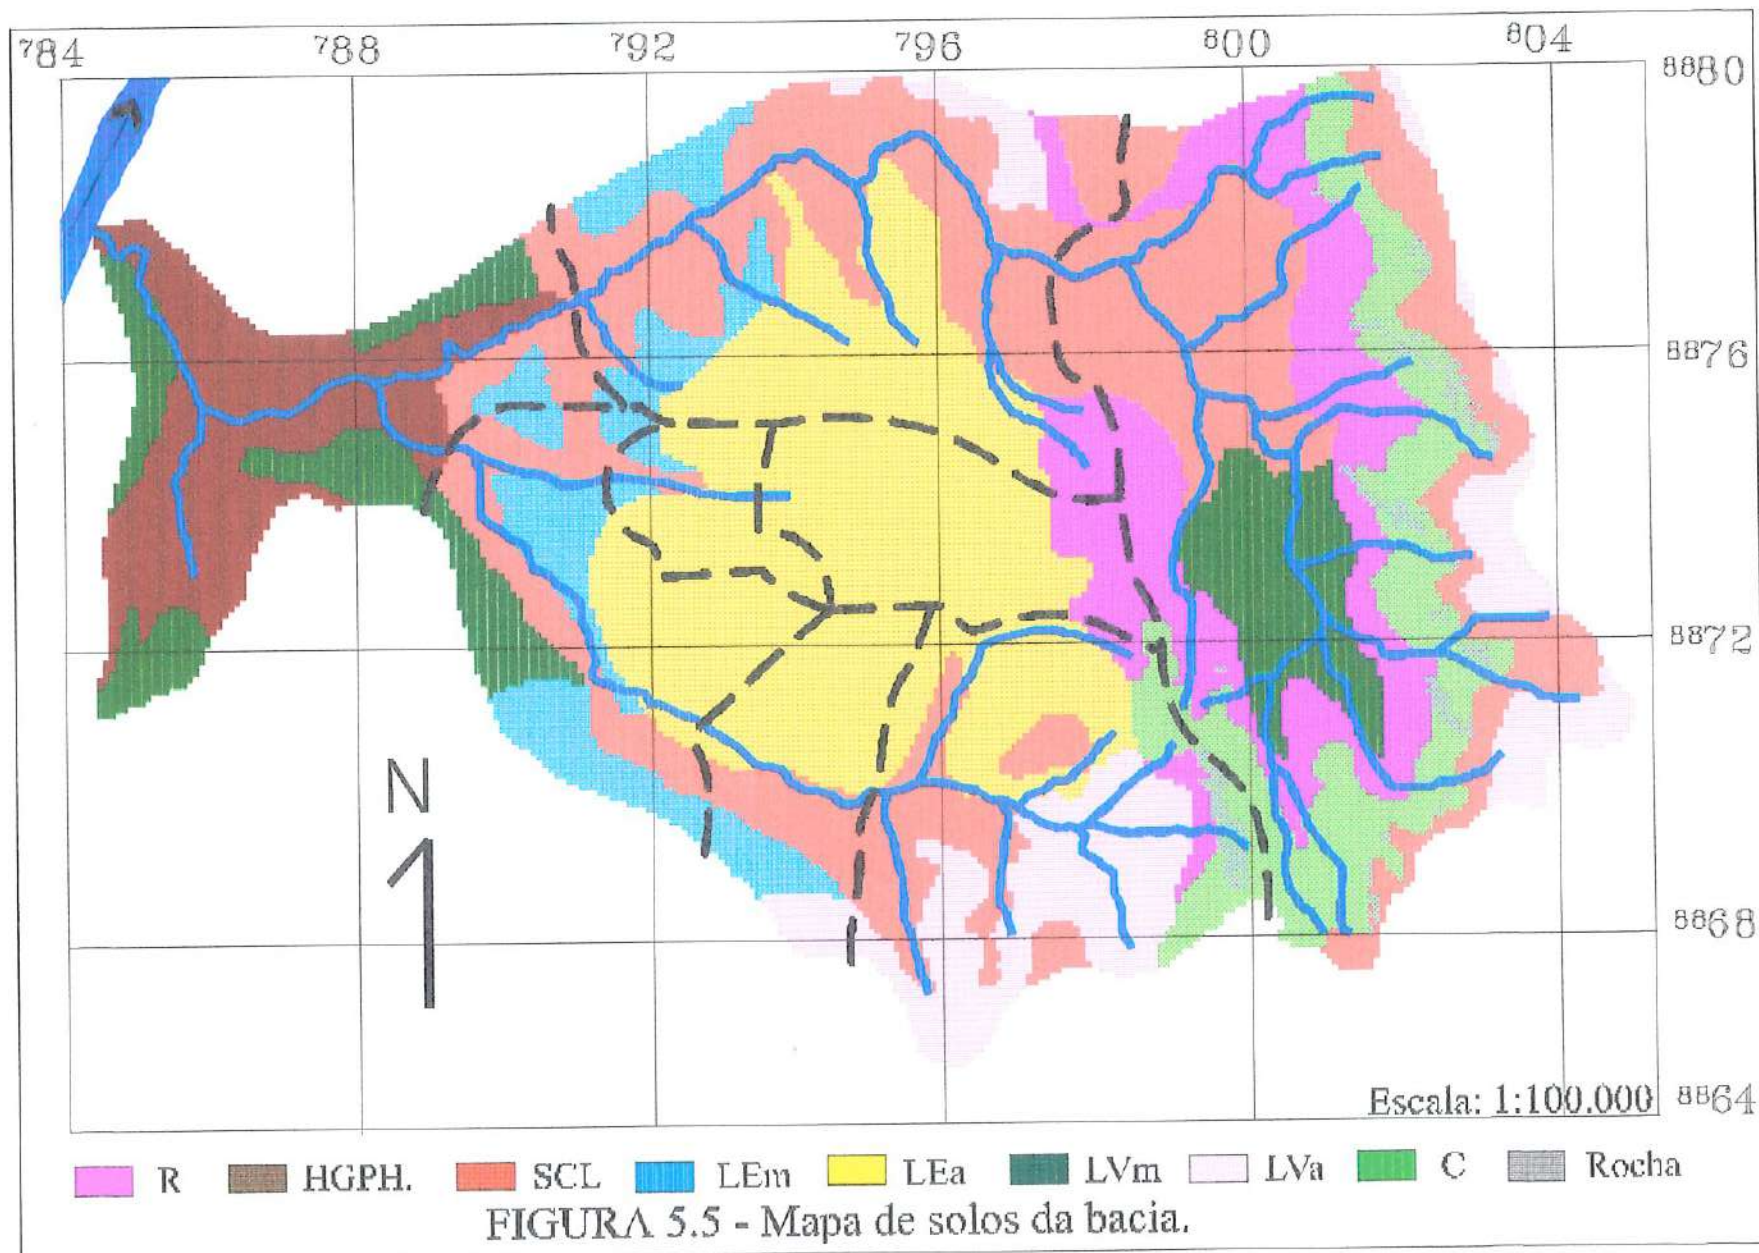 784 788 792 796 800 804
8880
8876
8872
8868
N
Escala: 1:100.000 8864
R HGPH. SCL LEm LEa LVm LVa C Rocha
FIGURA 5.5 - Mapa de solos da bacia.